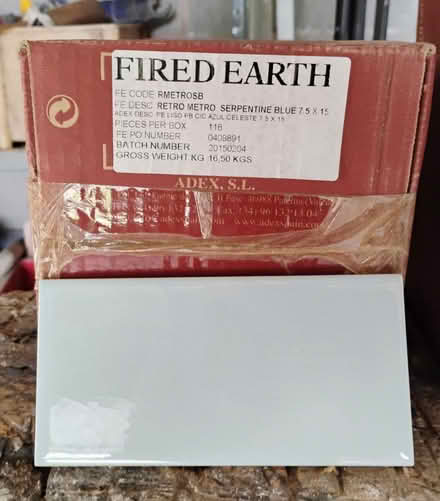 FIRED EARTH
FE CODE RMETROSB
FE DESC RETRO METRO SERPENTINE BLUE 7.5 X 15
ADEX DESC PE LISO PB C/C AZUL CELESTE 7.5 X 15
PIECES PER BOX 116
FE PO NUMBER 0409891
BATCH NUMBER 20150204
GROSS WEIGHT KG 16,50 KGS
ADEX, S.L.